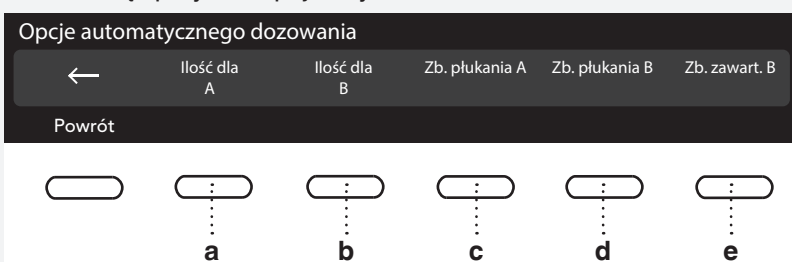 Opcje automatycznego dozowania
← Ilość dla A Ilość dla B Zb. płukania A Zb. płukania B Zb. zawart. B
Powrót
a b c d e